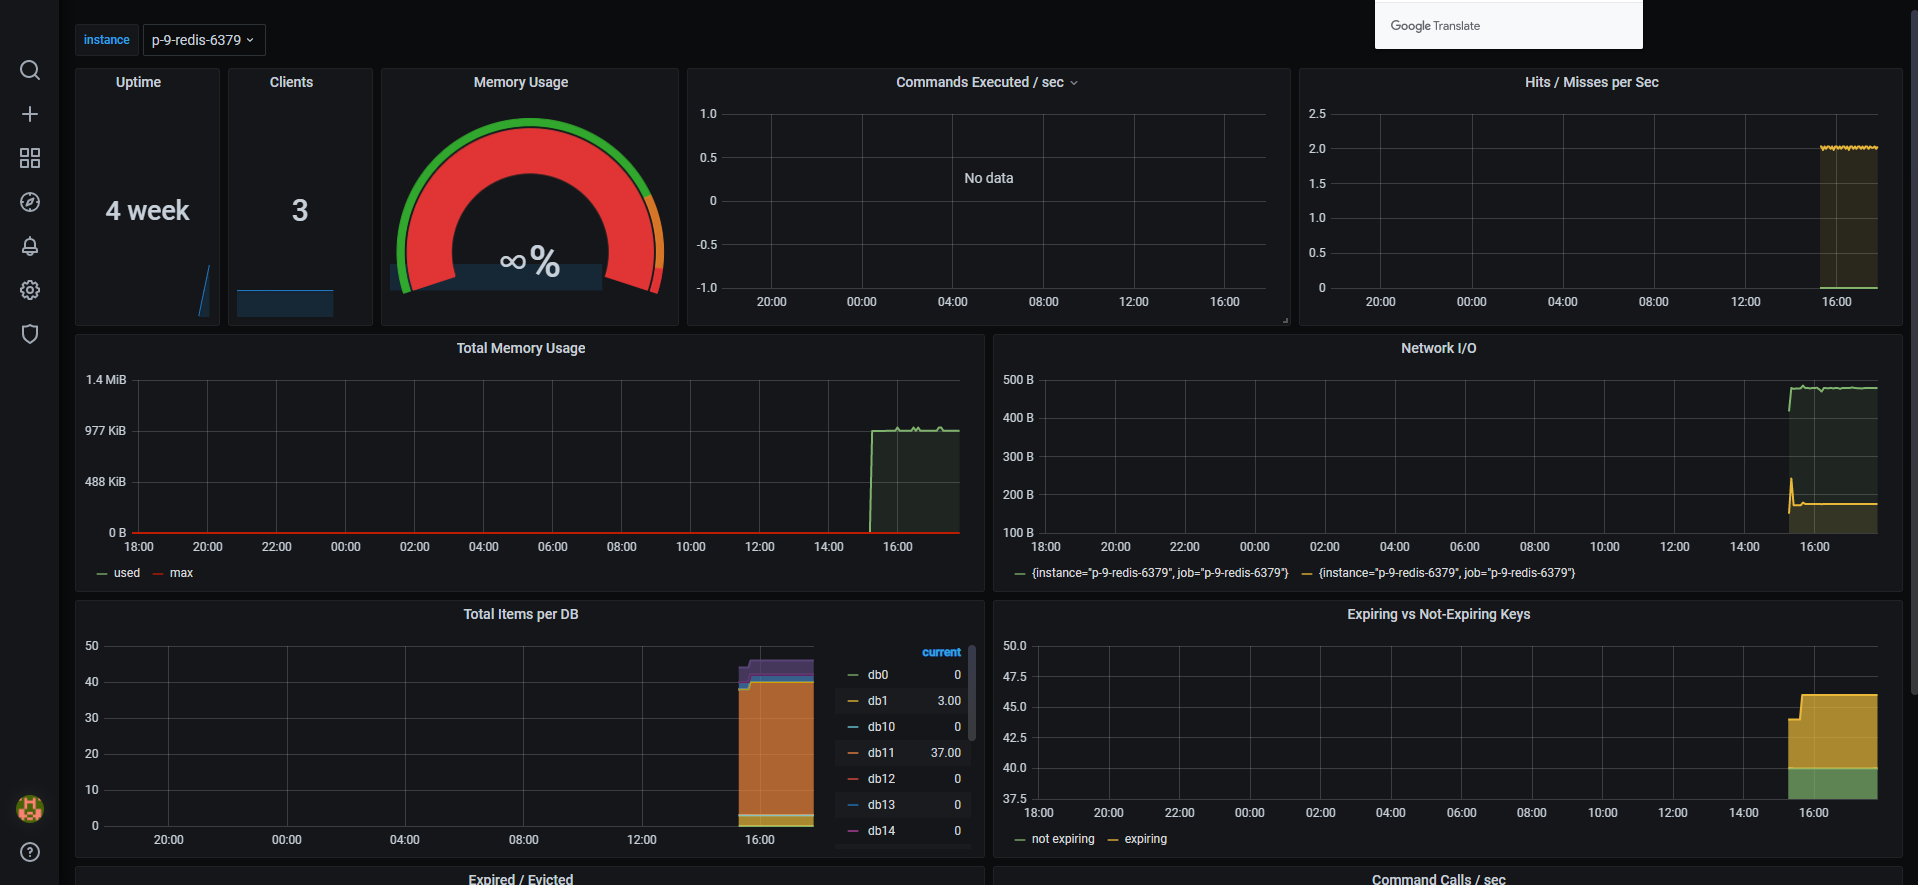 Google Translate
instance p-9-redis-6379
Uptime
4 week
Clients
3
Memory Usage
∞%
Commands Executed / sec
1.0
0.5
0
-0.5
-1.0
No data
20:00 00:00 04:00 08:00 12:00 16:00
Hits / Misses per Sec
2.5
2.0
1.5
1.0
0.5
0
20:00 00:00 04:00 08:00 12:00 16:00
Total Memory Usage
1.4 MiB
977 KiB
488 KiB
0 B
18:00 20:00 22:00 00:00 02:00 04:00 06:00 08:00 10:00 12:00 14:00 16:00
used max
Network I/O
500 B
400 B
300 B
200 B
100 B
18:00 20:00 22:00 00:00 02:00 04:00 06:00 08:00 10:00 12:00 14:00 16:00
{instance="p-9-redis-6379", job="p-9-redis-6379"} {instance="p-9-redis-6379", job="p-9-redis-6379"}
Total Items per DB
50
40
30
20
10
0
20:00 00:00 04:00 08:00 12:00 16:00
current
db0 0
db1 3.00
db10 0
db11 37.00
db12 0
db13 0
db14 0
Expiring vs Not-Expiring Keys
50.0
47.5
45.0
42.5
40.0
37.5
18:00 20:00 22:00 00:00 02:00 04:00 06:00 08:00 10:00 12:00 14:00 16:00
not expiring expiring
Expired / Evicted
Command Calls / sec